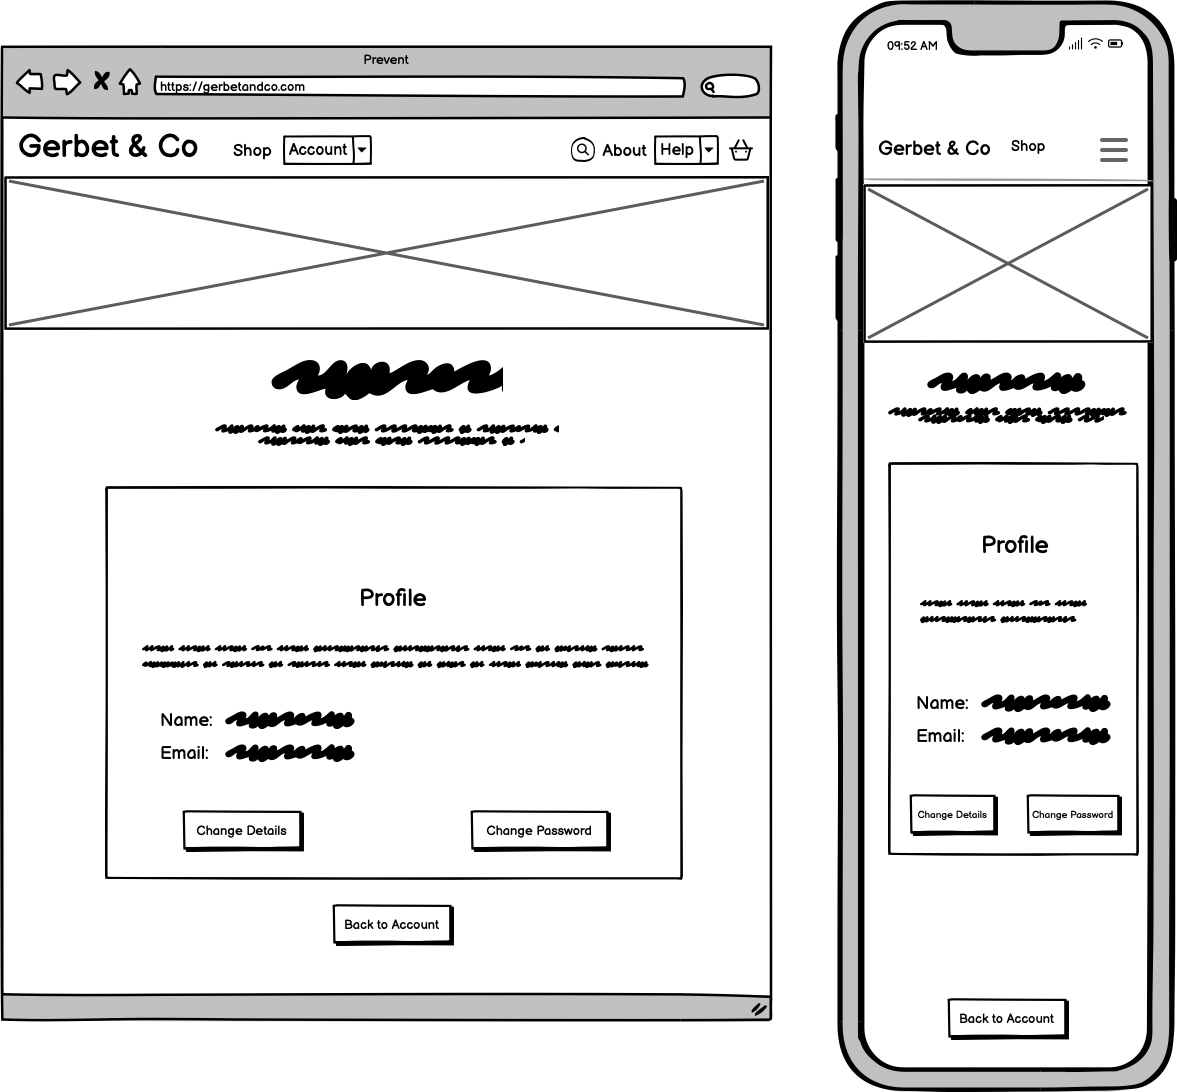 Prevent
https://gerbetandco.com
Gerbet & Co Shop Account About Help
Profile
Name:
Email:
Change Details Change Password
Back to Account
09:52 AM
Gerbet & Co Shop
Profile
Name:
Email:
Change Details Change Password
Back to Account